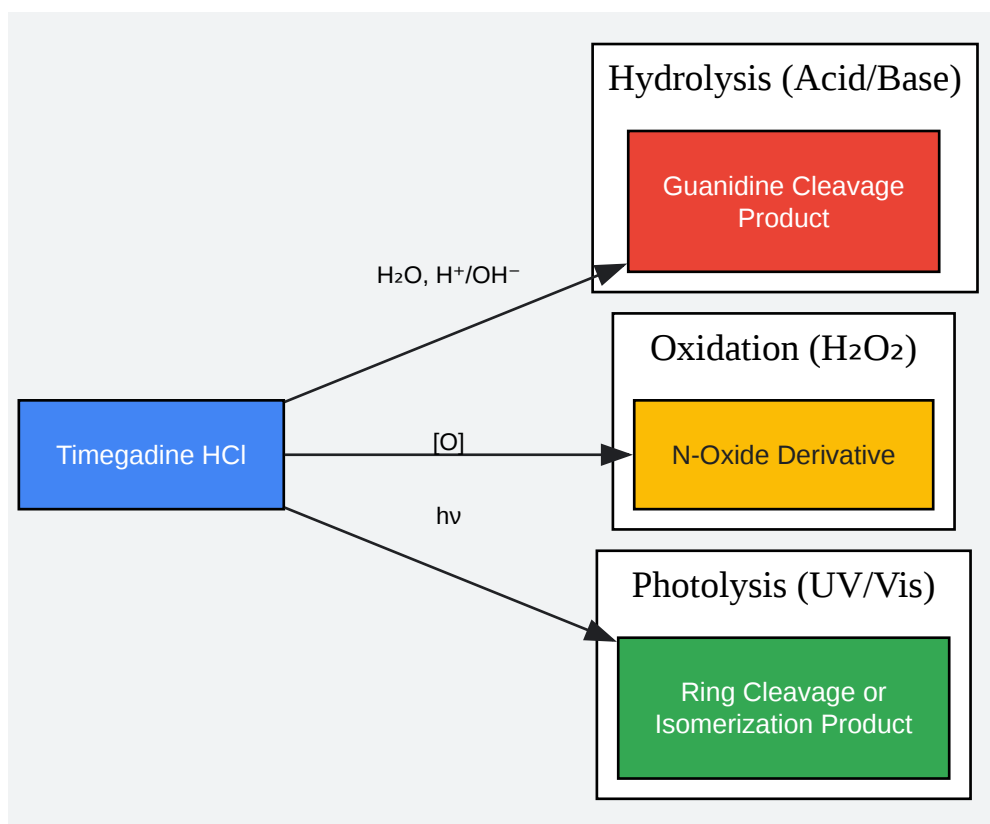 Hydrolysis (Acid/Base)
Guanidine Cleavage
Product
H₂O, H⁺/OH⁻
Oxidation (H₂O₂)
Timegadine HCl
[O]
N-Oxide Derivative
hν
Photolysis (UV/Vis)
Ring Cleavage or
Isomerization Product